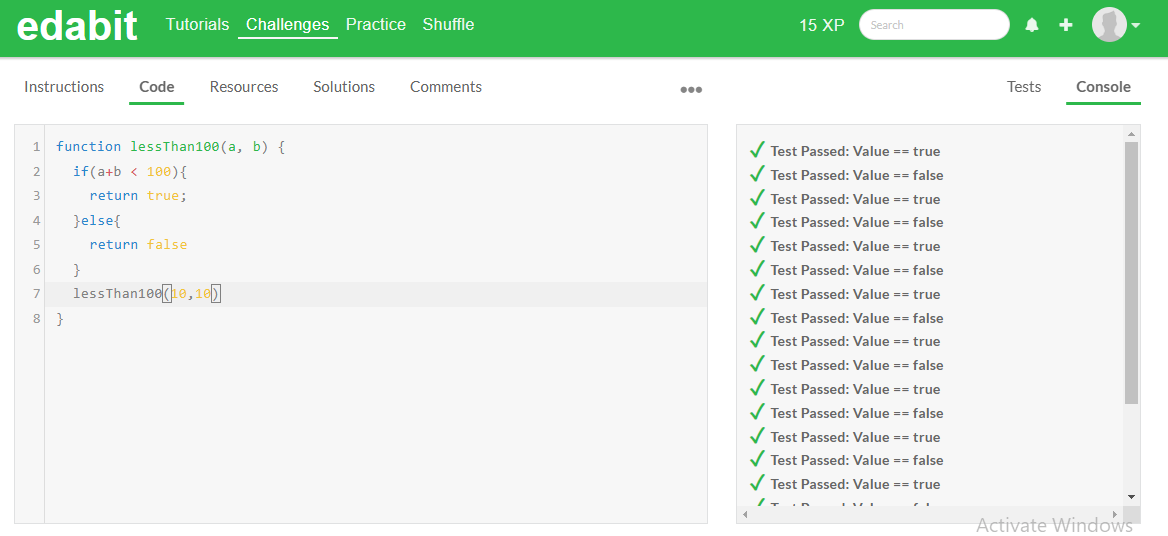 edabit Tutorials Challenges Practice Shuffle 15 XP Search
Instructions Code Resources Solutions Comments ••• Tests Console
1 function lessThan100(a, b) {
2 if(a+b < 100){
3 return true;
4 }else{
5 return false
6 }
7 lessThan100(10,10)
8 }
Test Passed: Value == true
Test Passed: Value == false
Test Passed: Value == true
Test Passed: Value == false
Test Passed: Value == true
Test Passed: Value == false
Test Passed: Value == true
Test Passed: Value == false
Test Passed: Value == true
Test Passed: Value == false
Test Passed: Value == true
Test Passed: Value == false
Test Passed: Value == true
Test Passed: Value == false
Test Passed: Value == true
Activate Windows